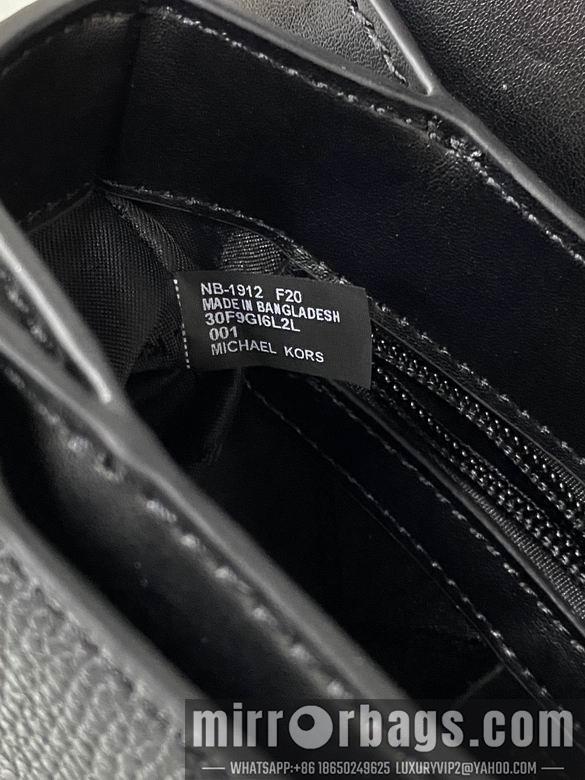 NB-1912 F20
MADE IN BANGLADESH
30F9GI6L2L
001
MICHAEL KORS
mirrorbags.com
WHATSAPP:+86 18650249625 LUXURYVIP2@YAHOO.COM